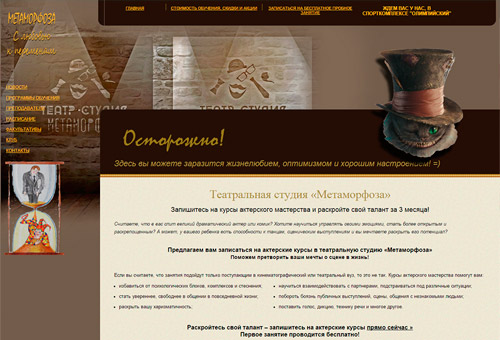 МЕТАМОРФОЗА
С любовью
к переменам
ГЛАВНАЯ
СТОИМОСТЬ ОБУЧЕНИЯ, СКИДКИ И АКЦИИ
ЗАПИСАТЬСЯ НА БЕСПЛАТНОЕ ПРОБНОЕ
ЗАНЯТИЕ
ЖДЕМ ВАС У НАС, В
СПОРТКОМПЛЕКСЕ "ОЛИМПИЙСКИЙ"
НОВОСТИ
ПРОГРАММЫ ОБУЧЕНИЯ
ПРЕПОДАВАТЕЛИ
РАСПИСАНИЕ
ФАКУЛЬТАТИВЫ
КЛУБ
КОНТАКТЫ
ТЕАТР-СТУДИЯ
МЕТАМОРФОЗА
ТЕАТР СТУДИЯ
Осторожно!
Здесь вы можете заразится жизнелюбием, оптимизмом и хорошим настроением! =)
Театральная студия «Метаморфоза»
Запишитесь на курсы актерского мастерства и раскройте свой талант за 3 месяца!
Считаете, что в вас спит великий драматический актер или комик? Хотите научиться управлять своими эмоциями, стать более открытым и
раскрепощенным? А может, у вашего ребенка есть способности к танцам, сценическим выступлениям и вы мечтаете раскрыть его потенциал?
Предлагаем вам записаться на актерские курсы в театральную студию «Метаморфоза»
Поможем претворить ваши мечты о сцене в жизнь!
Если вы считаете, что занятия подойдут только поступающим в кинематографический или театральный вуз, то это не так. Курсы актерского мастерства помогут вам:
избавиться от психологических блоков, комплексов и стеснения;
научиться взаимодействовать с партнерами, подстраиваться под различные ситуации;
стать увереннее, свободнее в общении в повседневной жизни;
побороть боязнь публичных выступлений, сцены, общения с незнакомыми людьми;
раскрыть вашу харизматичность;
поставить голос, дикцию, технику речи и многое другое.
Раскройтесь свой талант – запишитесь на актерские курсы прямо сейчас »
Первое занятие проводится бесплатно!